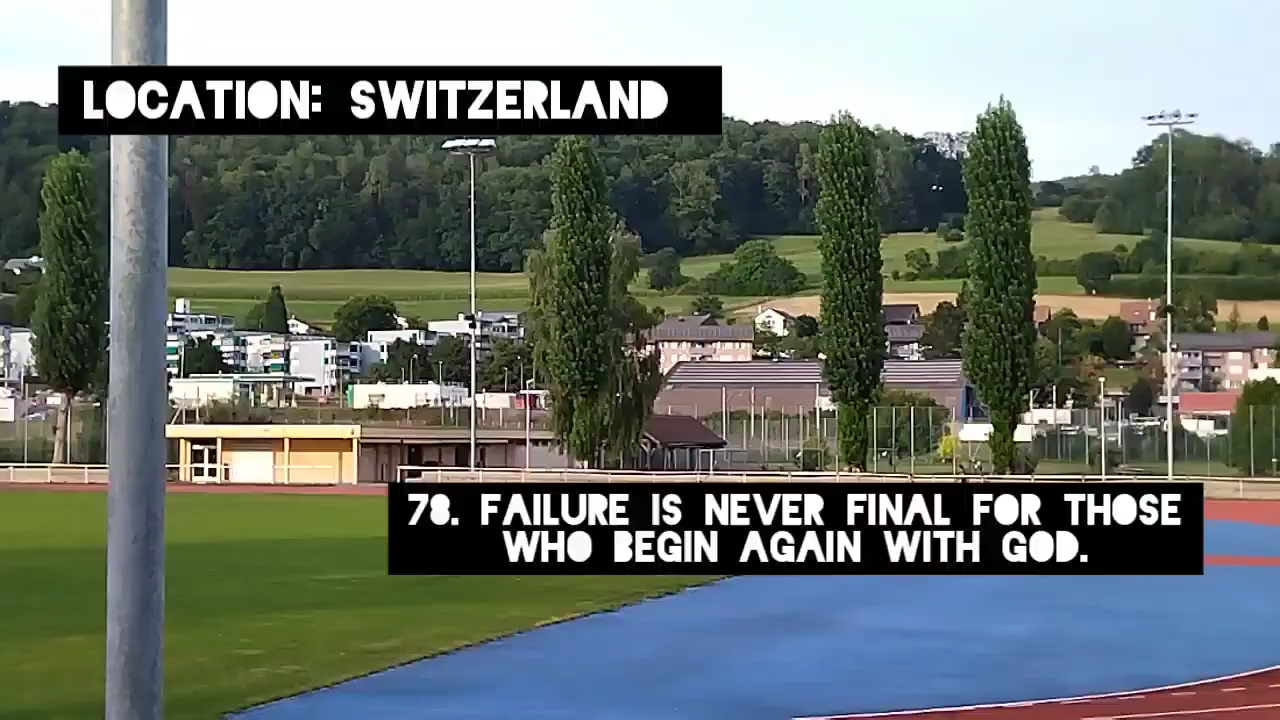 LOCATION: SWITZERLAND
78. FAILURE IS NEVER FINAL FOR THOSE
WHO BEGIN AGAIN WITH GOD.